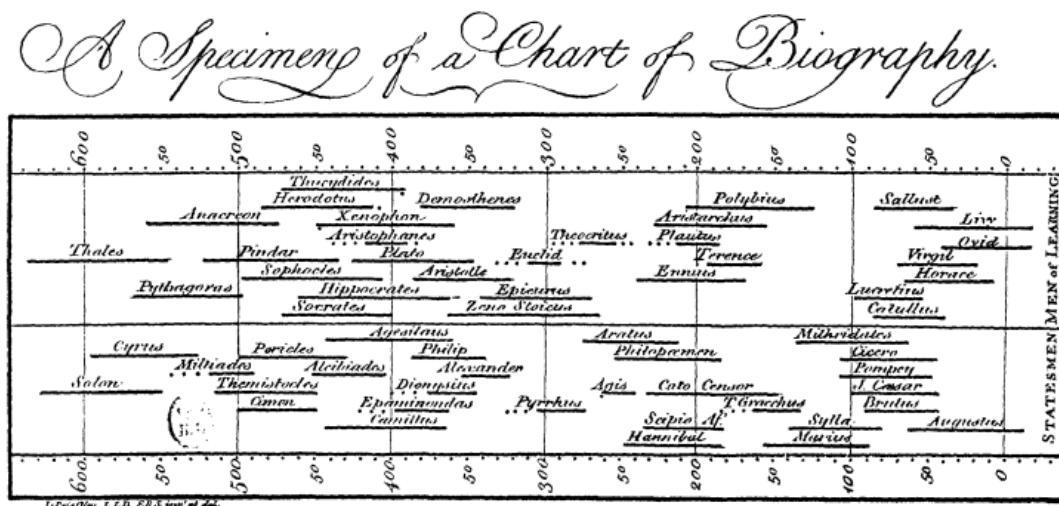 A Specimen of a Chart of Biography.
600 50 500 50 400 50 300 50 200 50 100 50 0
Thucydides
Herodotus Demosthenes Polybius Sallust
Anacreon Xenophon Aristarchus Livy
Aristophanes Theocritus Plautus Ovid
Thales Pindar Plato Euclid Terence Virgil
Sophocles Aristotle Ennus Horace
Pythagoras Hippocrates Epicurus Lucretius
Socrates Zeno Stoicus Catullus
MEN of LEARNING
Agesilaus Aratus Mithridates
Cyrus Pericles Philip Philopœmen Cicero
Miltiades Alcibiades Alexander Pompey
Solon Themistocles Dionysius Agis Cato Censor J. Cæsar
Cimon Epaminondas Pyrrhus T. Gracchus Brutus
Camillus Scipio Af. Sylla Augustus
Hannibal Marius
STATESMEN
600 50 500 50 400 50 300 50 200 50 100 50 0